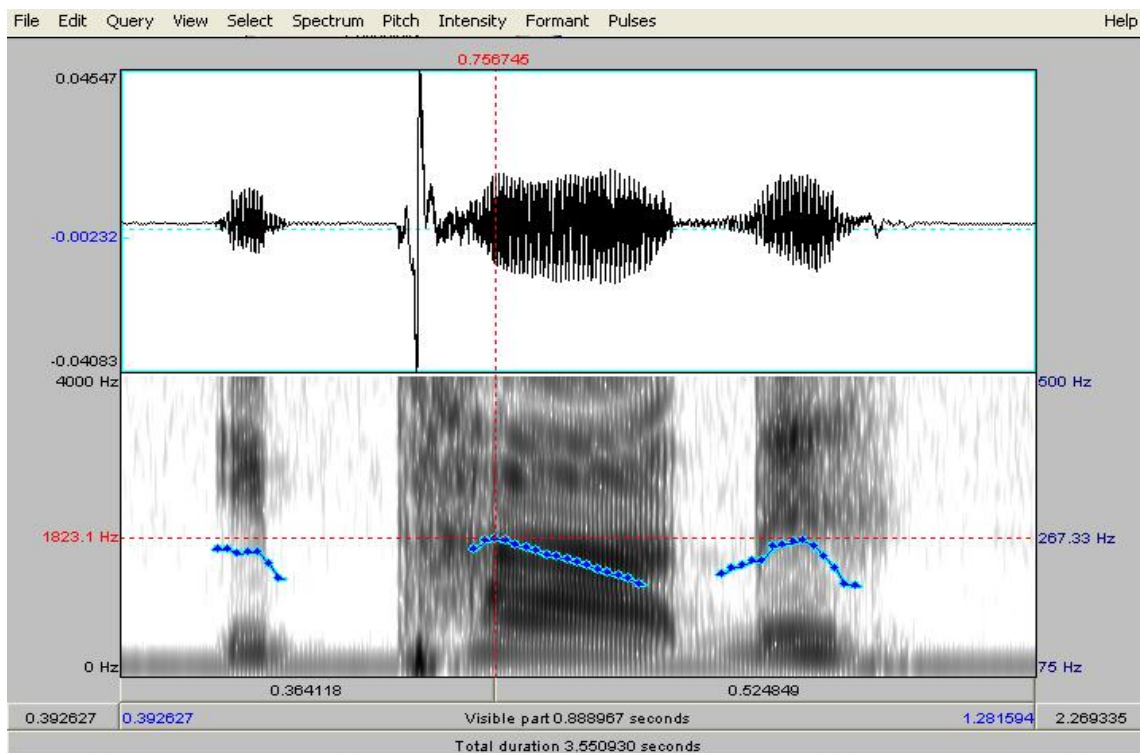 File Edit Query View Select Spectrum Pitch Intensity Formant Pulses Help
0.756745
0.04547
-0.00232
-0.04083
4000 Hz 500 Hz
1823.1 Hz 267.33 Hz
0 Hz 75 Hz
0.364118 0.524849
0.392627 0.392627 Visible part 0.888967 seconds 1.281594 2.269335
Total duration 3.550930 seconds